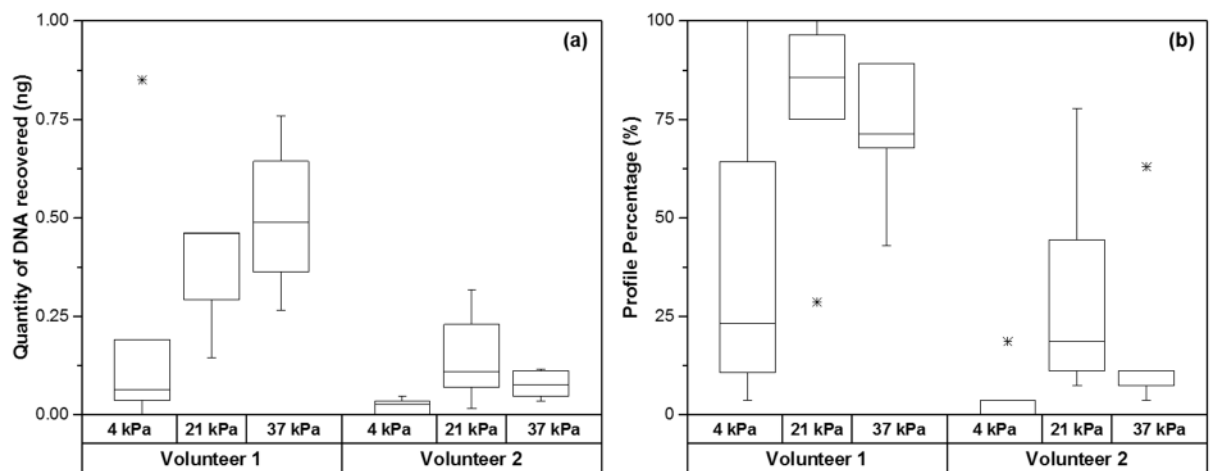 (a)
Quantity of DNA recovered (ng)
1.00
0.75
0.50
0.25
0.00
4 kPa 21 kPa 37 kPa 4 kPa 21 kPa 37 kPa
Volunteer 1 Volunteer 2
(b)
Profile Percentage (%)
100
75
50
25
0
4 kPa 21 kPa 37 kPa 4 kPa 21 kPa 37 kPa
Volunteer 1 Volunteer 2